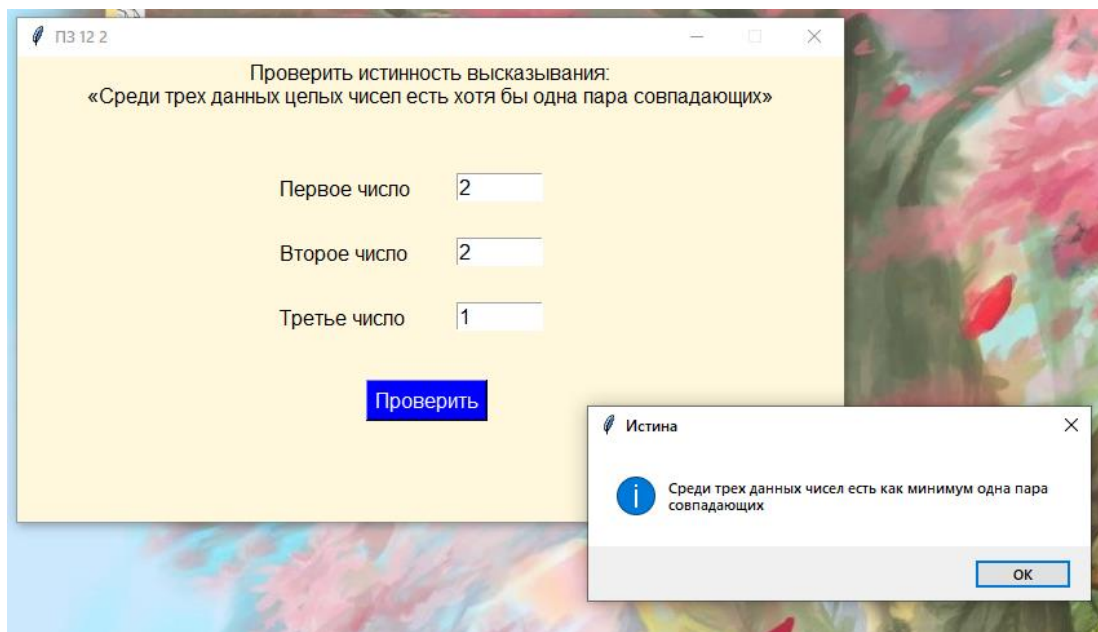 ПЗ 12 2
Проверить истинность высказывания:
«Среди трех данных целых чисел есть хотя бы одна пара совпадающих»
Первое число 2
Второе число 2
Третье число 1
Проверить
Истина
Среди трех данных чисел есть как минимум одна пара
совпадающих
ОК